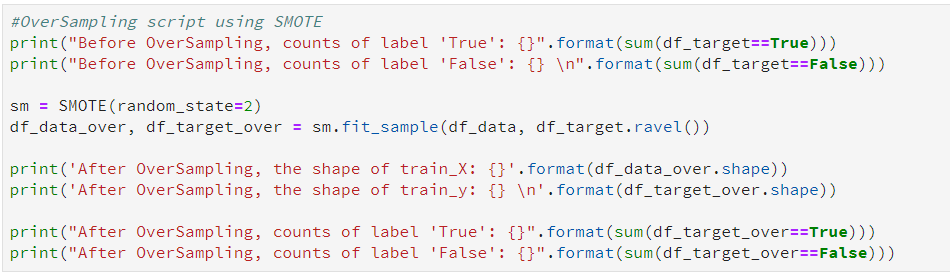 #OverSampling script using SMOTE
print("Before OverSampling, counts of label 'True': {}".format(sum(df_target==True)))
print("Before OverSampling, counts of label 'False': {} \n".format(sum(df_target==False)))
sm = SMOTE(random_state=2)
df_data_over, df_target_over = sm.fit_sample(df_data, df_target.ravel())
print('After OverSampling, the shape of train_X: {}'.format(df_data_over.shape))
print('After OverSampling, the shape of train_y: {} \n'.format(df_target_over.shape))
print("After OverSampling, counts of label 'True': {}".format(sum(df_target_over==True)))
print("After OverSampling, counts of label 'False': {}".format(sum(df_target_over==False)))